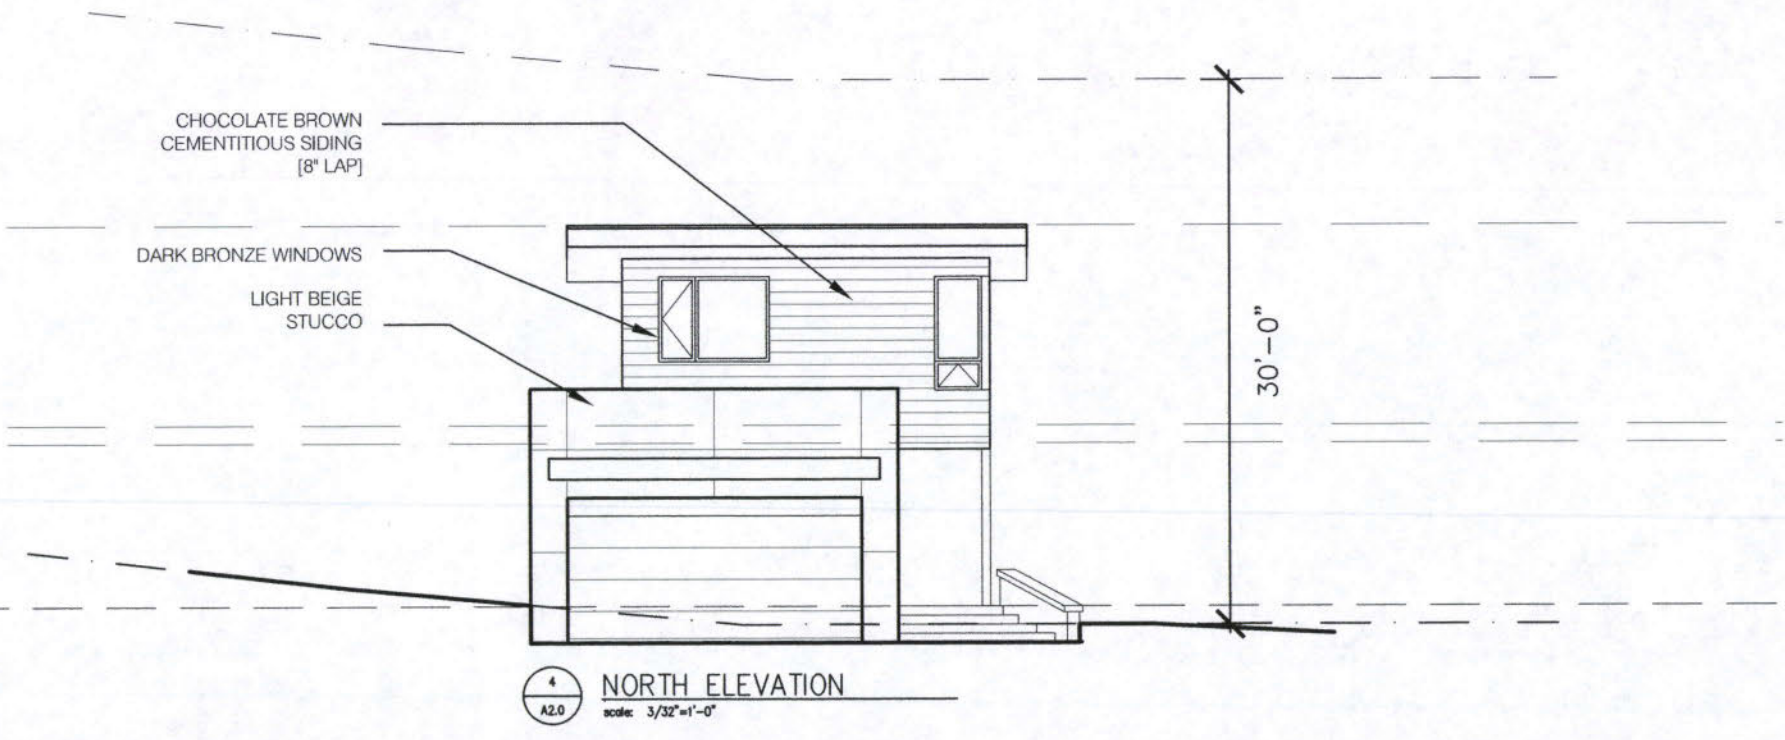 CHOCOLATE BROWN
CEMENTITIOUS SIDING
[8" LAP]
DARK BRONZE WINDOWS
LIGHT BEIGE
STUCCO
30'-0"
4
A2.0
NORTH ELEVATION
scale: 3/32"=1'-0"